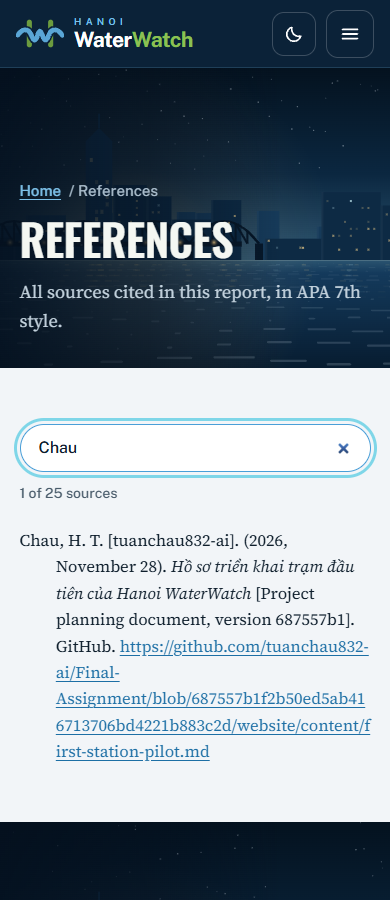 HANOI
WaterWatch
Home / References
REFERENCES
All sources cited in this report, in APA 7th
style.
Chau
1 of 25 sources
Chau, H. T. [tuanchau832-ai]. (2026,
November 28). Hồ sơ triển khai trạm đầu
tiên của Hanoi WaterWatch [Project
planning document, version 687557b1].
GitHub. https://github.com/tuanchau832-
ai/Final-
Assignment/blob/687557b1f2b50ed5ab41
6713706bd4221b883c2d/website/content/f
irst-station-pilot.md